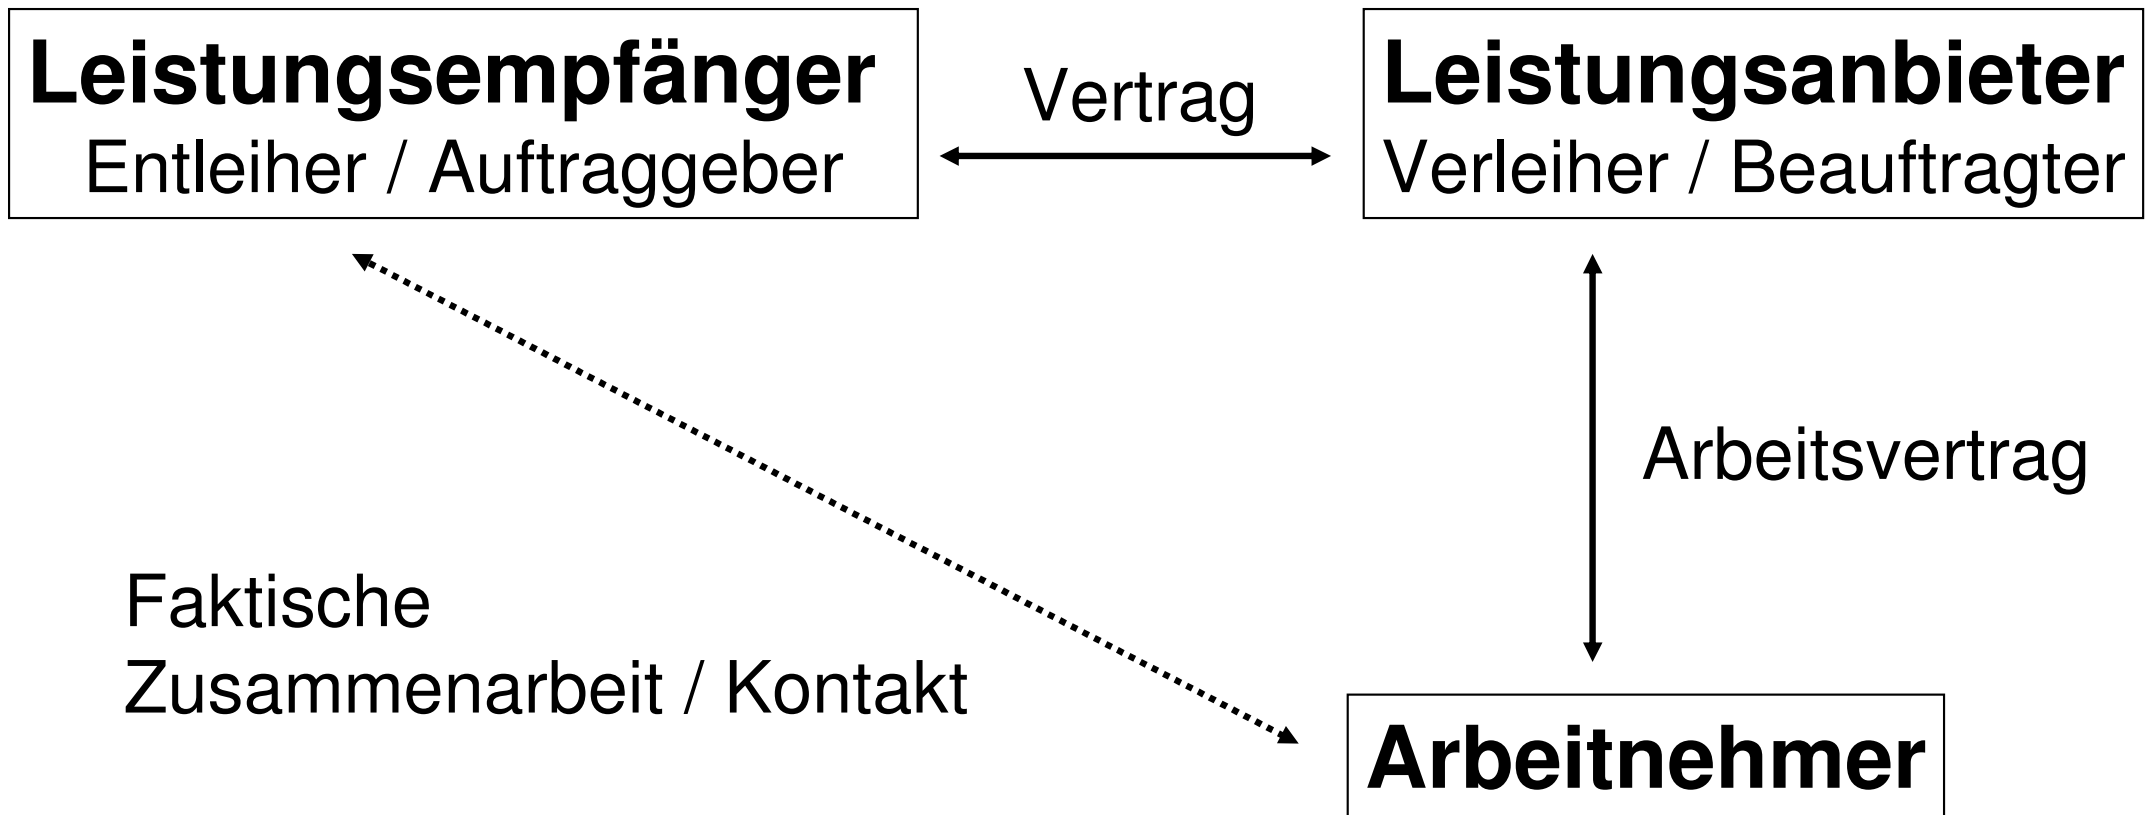 Leistungsempfänger
Entleiher / Auftraggeber
Vertrag
Leistungsanbieter
Verleiher / Beauftragter
Arbeitsvertrag
Faktische
Zusammenarbeit / Kontakt
Arbeitnehmer